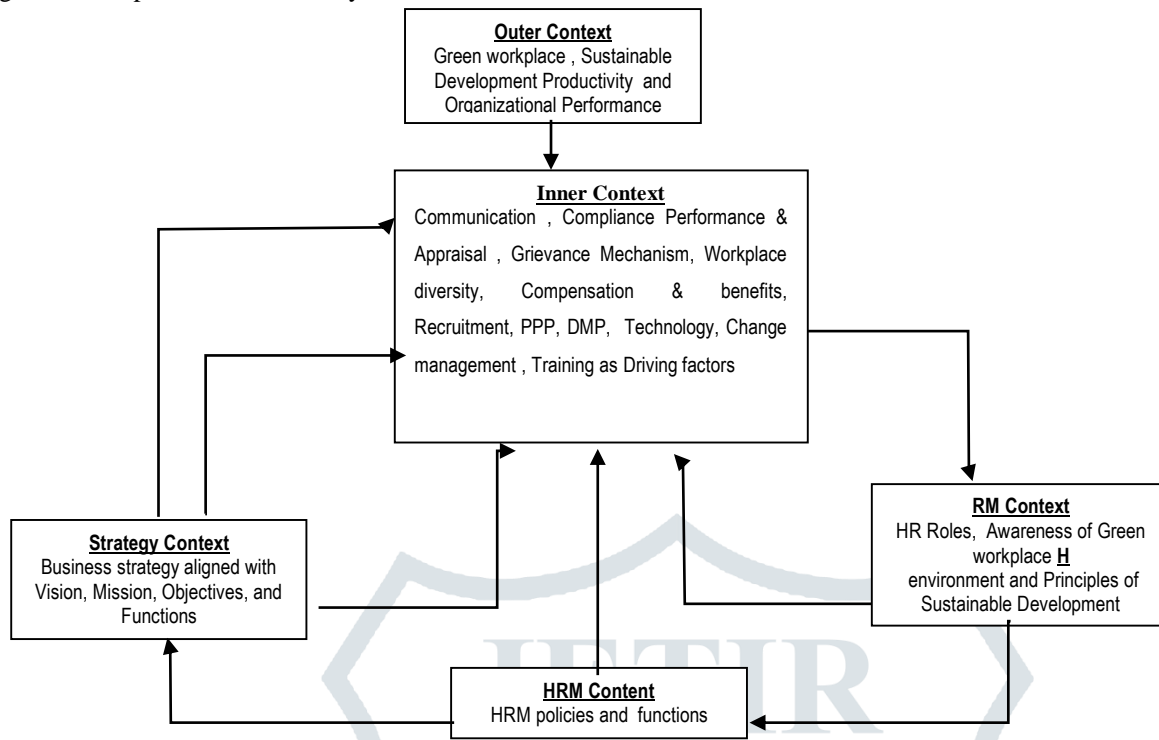 Outer Context
Green workplace , Sustainable
Development Productivity and
Organizational Performance
Inner Context
Communication , Compliance Performance &
Appraisal , Grievance Mechanism, Workplace
diversity, Compensation & benefits,
Recruitment, PPP, DMP, Technology, Change
management , Training as Driving factors
Strategy Context
Business strategy aligned with
Vision, Mission, Objectives, and
Functions
RM Context
HR Roles, Awareness of Green
workplace H
environment and Principles of
Sustainable Development
HRM Content
HRM policies and functions
JETIR